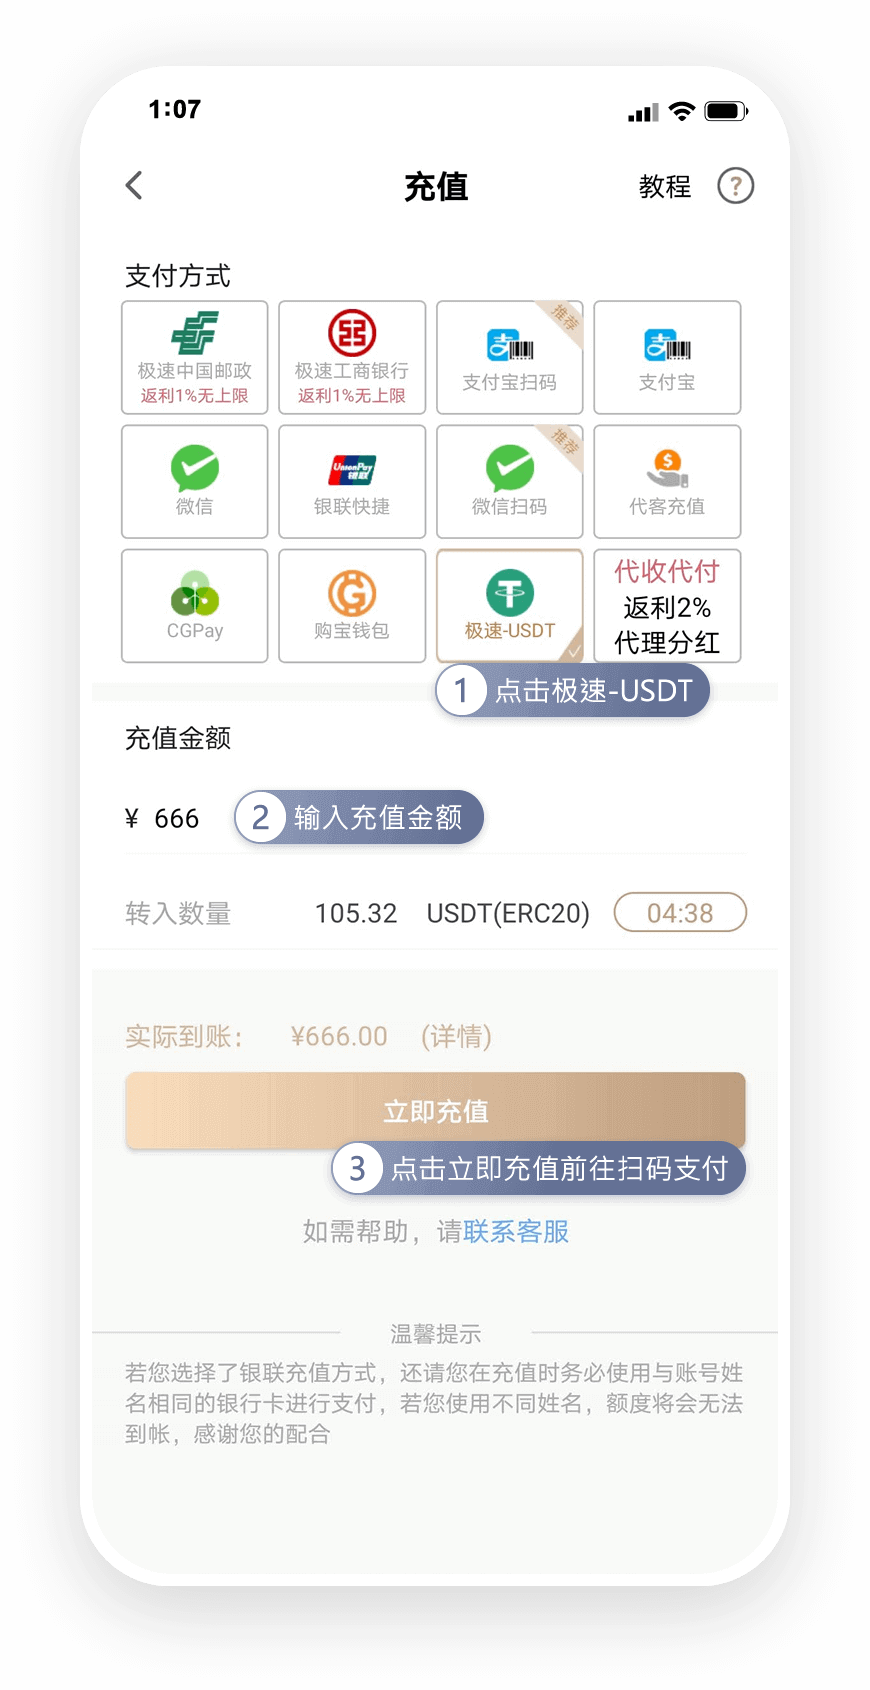 1:07
充值
教程
?
支付方式
极速中国邮政
返利1%无上限
极速工商银行
返利1%无上限
推荐
支付宝扫码
支付宝
微信
UnionPay
银联
银联快捷
推荐
微信扫码
代客充值
CGPay
购宝钱包
极速-USDT
代收代付
返利2%
代理分红
1 点击极速-USDT
充值金额
¥ 666
2 输入充值金额
转入数量 105.32 USDT(ERC20) 04:38
实际到账： ¥666.00 (详情)
立即充值
3 点击立即充值前往扫码支付
如需帮助，请联系客服
温馨提示
若您选择了银联充值方式，还请您在充值时务必使用与账号姓
名相同的银行卡进行支付，若您使用不同姓名，额度将会无法
到帐，感谢您的配合